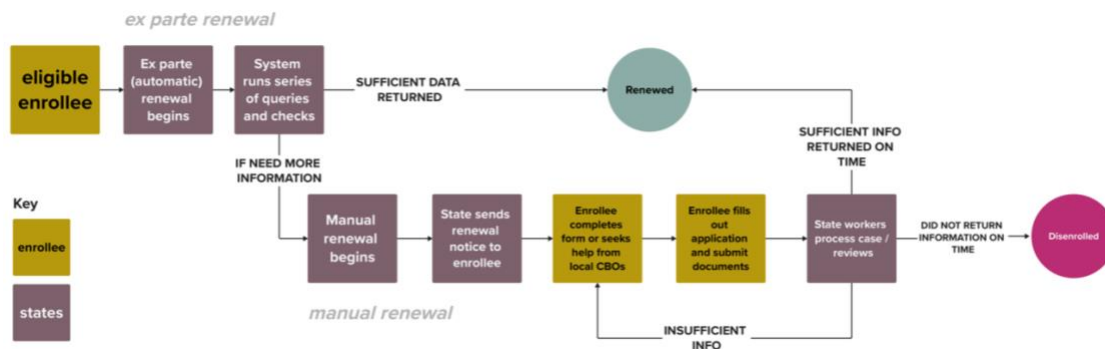 ex parte renewal
eligible
enrollee
Ex parte
(automatic)
renewal
begins
System
runs series
of queries
and checks
SUFFICIENT DATA
RETURNED
Renewed
IF NEED MORE
INFORMATION
SUFFICIENT INFO
RETURNED ON
TIME
Key
enrollee
states
Manual
renewal
begins
State sends
renewal
notice to
enrollee
Enrollee
completes
form or seeks
help from
local CBOs
Enrollee fills
out
application
and submit
documents
State workers
process case /
reviews
DID NOT RETURN
INFORMATION ON
TIME
Disenrolled
manual renewal
INSUFFICIENT
INFO